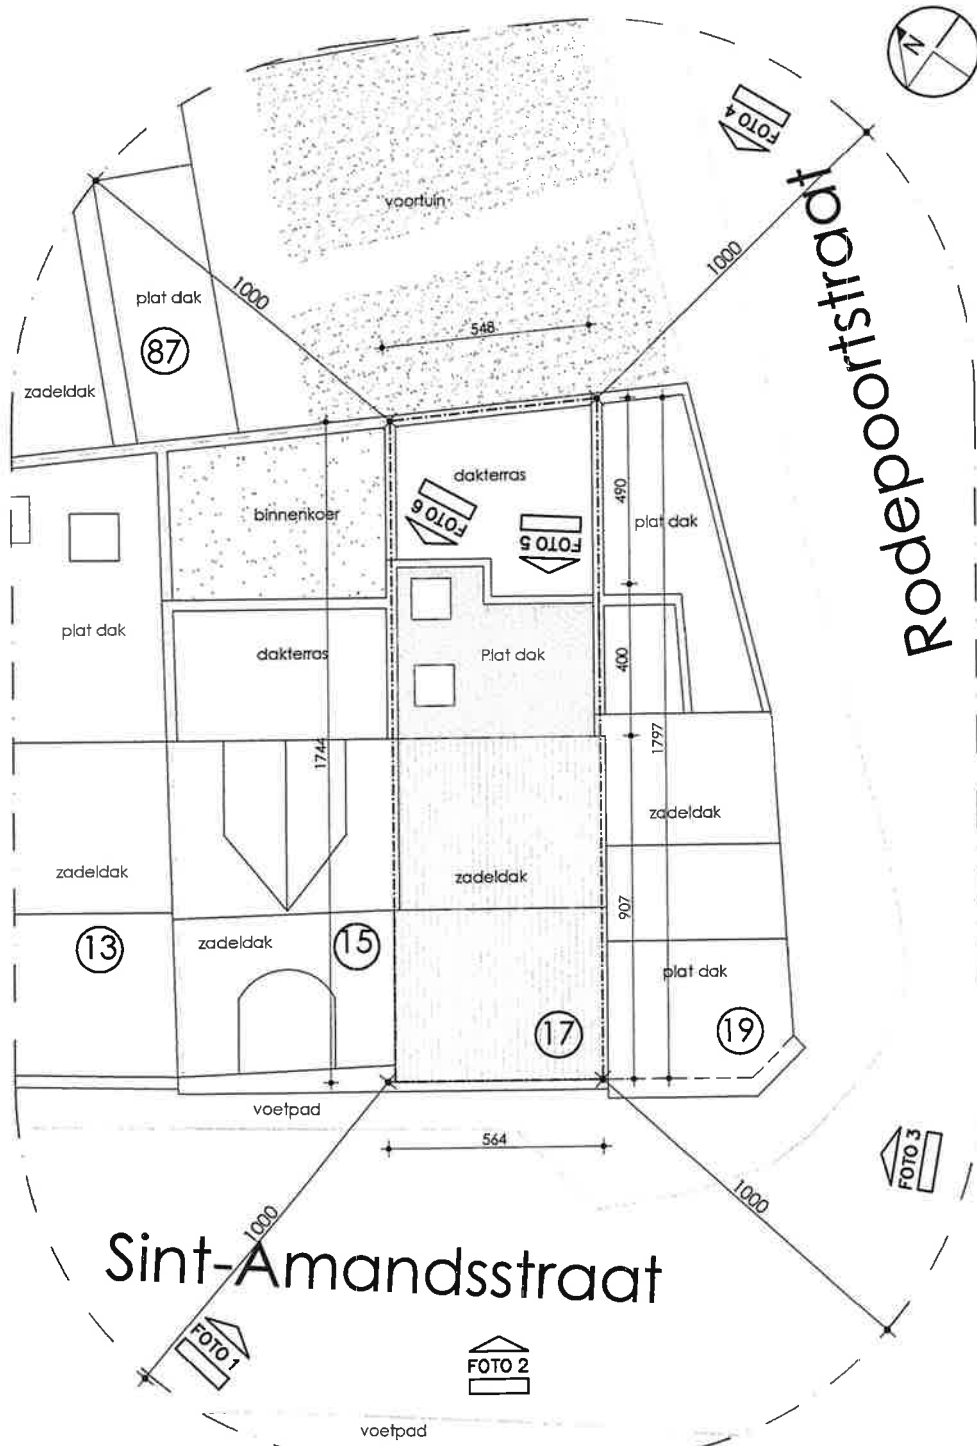 N
FOTO 4
Rodepoortstraat
voortuin
1000
1000
plat dak
87
548
zadeldak
dakterras
FOTO 6
FOTO 5
490
plat dak
binnenkoer
plat dak
dakterras
Plat dak
400
1744
1797
zadeldak
zadeldak
zadeldak
907
13
zadeldak
15
plat dak
17
19
voetpad
564
FOTO 3
1000
1000
Sint-Amandsstraat
FOTO 1
FOTO 2
voetpad